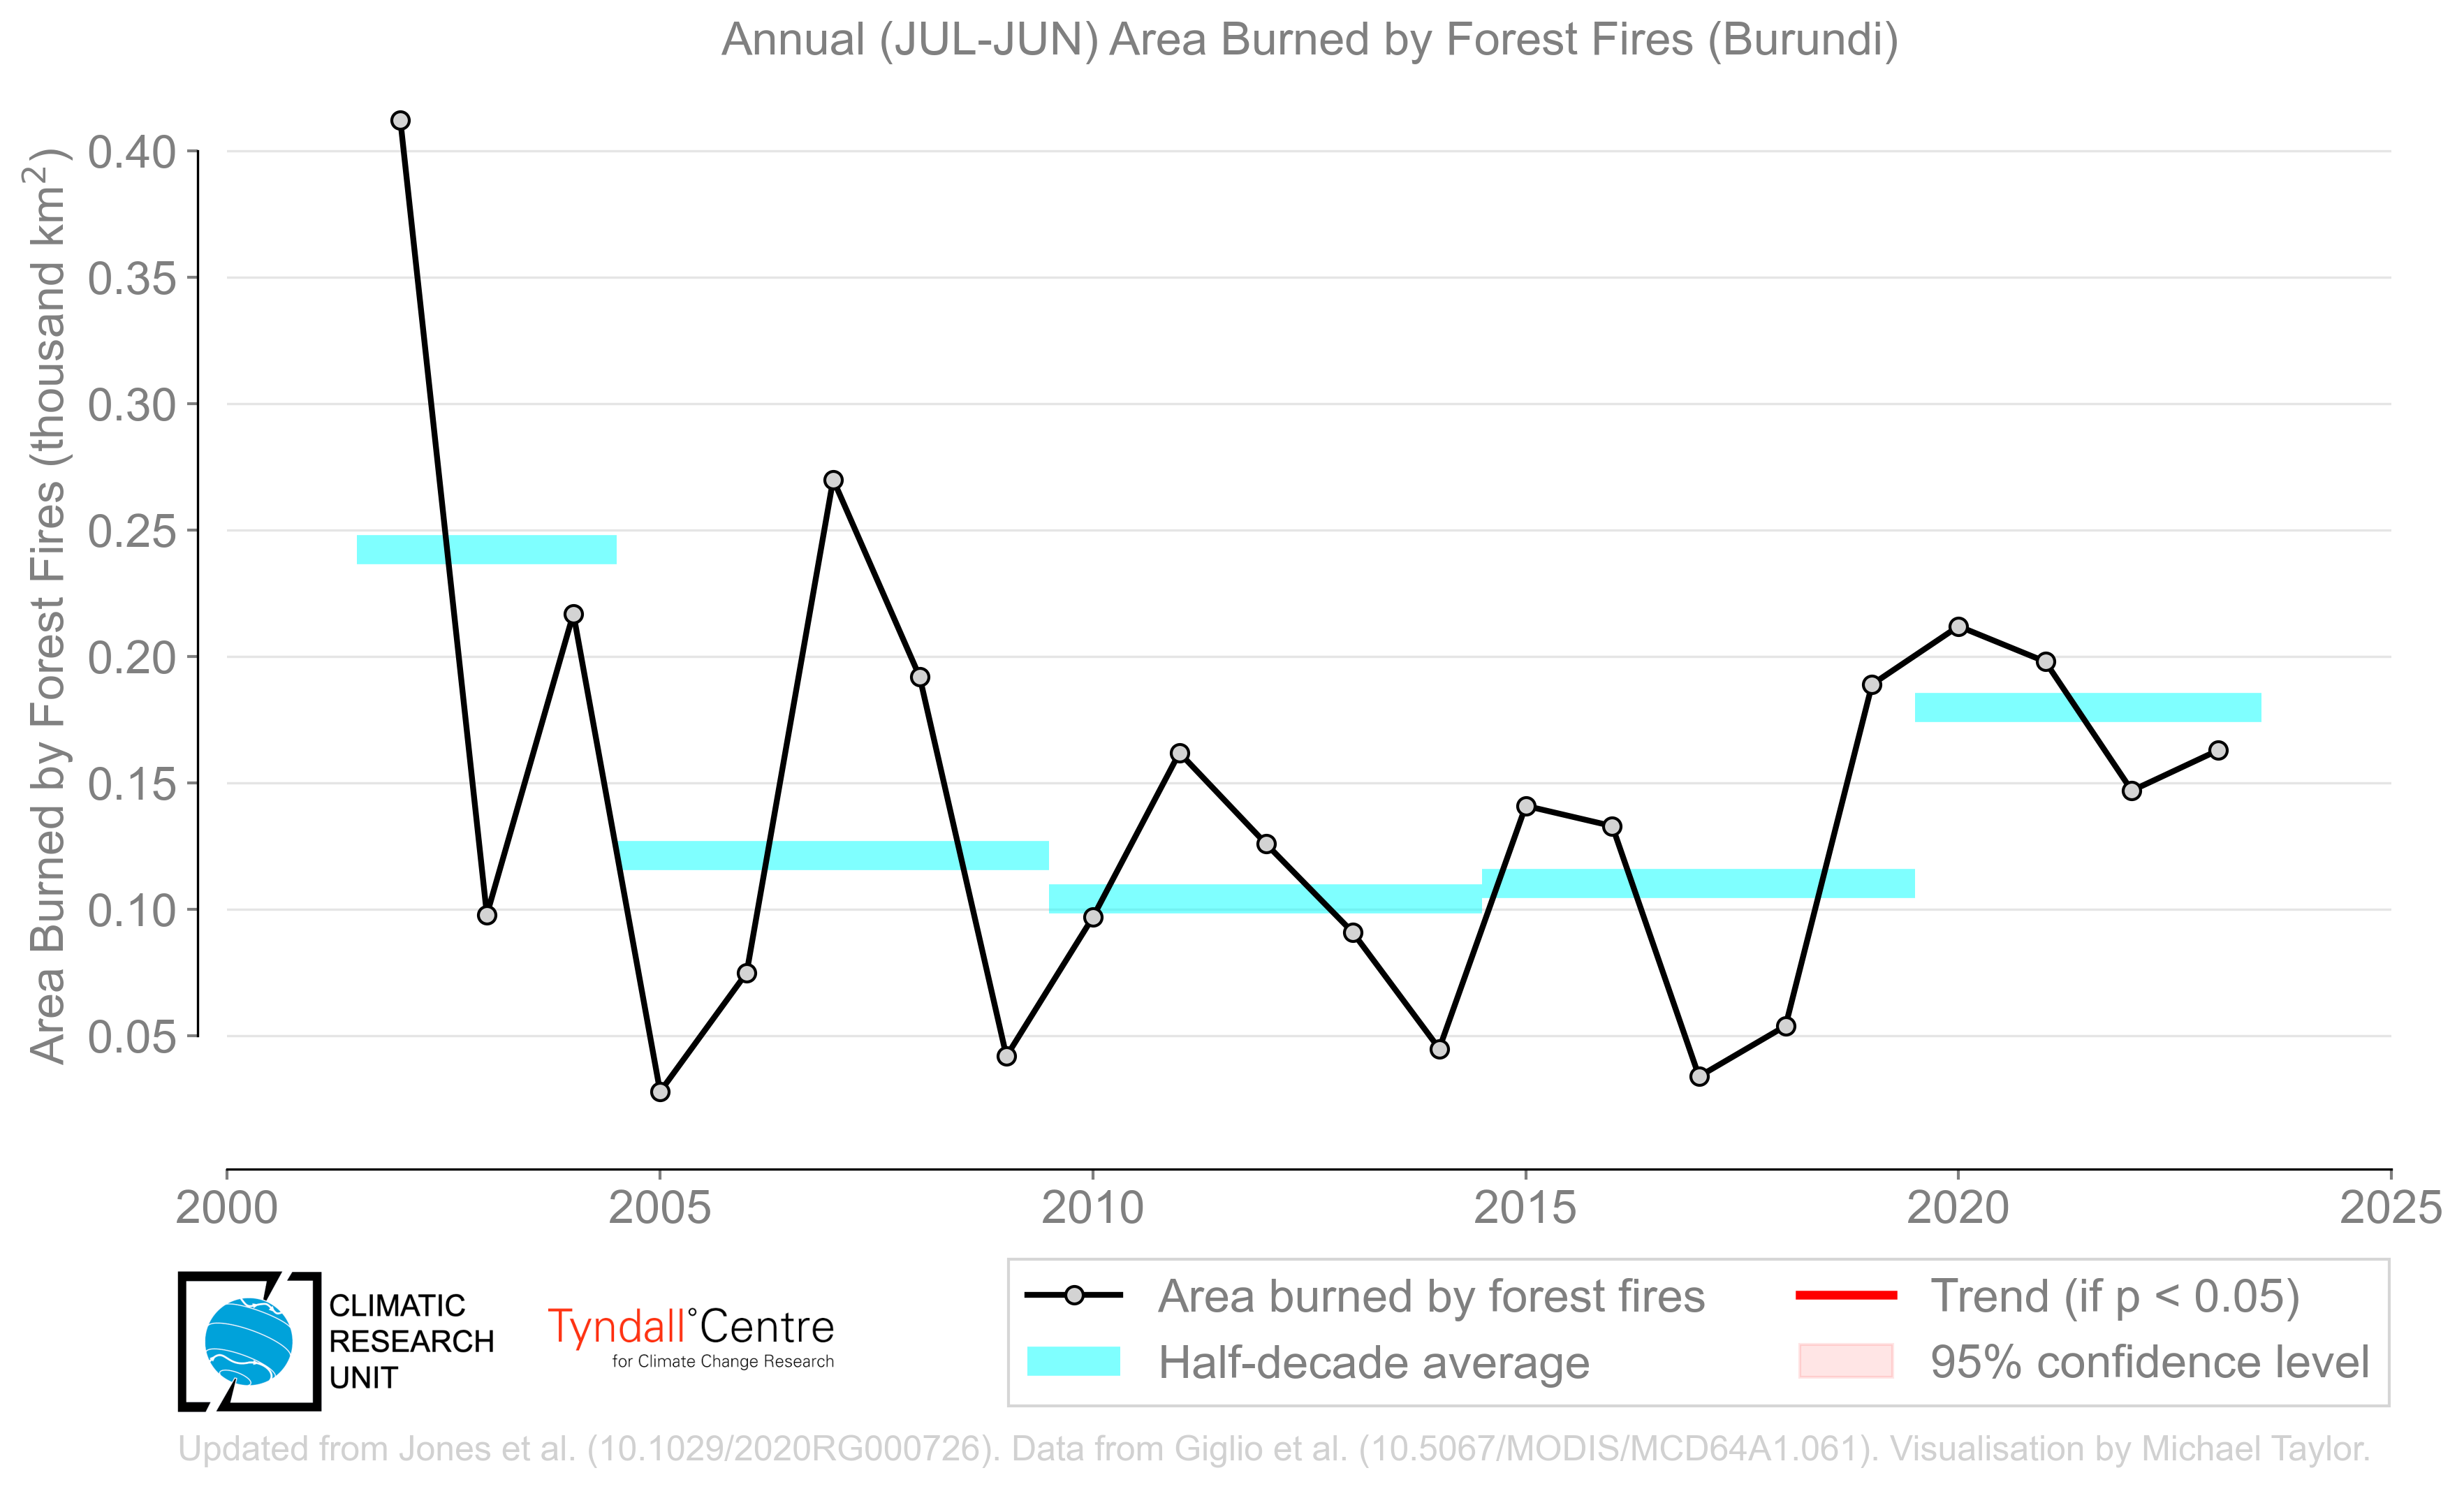 Annual (JUL-JUN) Area Burned by Forest Fires (Burundi)
Area Burned by Forest Fires (thousand km²)
0.40
0.35
0.30
0.25
0.20
0.15
0.10
0.05
2000 2005 2010 2015 2020 2025
CLIMATIC
RESEARCH
UNIT
Tyndall°Centre
for Climate Change Research
Area burned by forest fires
Half-decade average
Trend (if p < 0.05)
95% confidence level
Updated from Jones et al. (10.1029/2020RG000726). Data from Giglio et al. (10.5067/MODIS/MCD64A1.061). Visualisation by Michael Taylor.